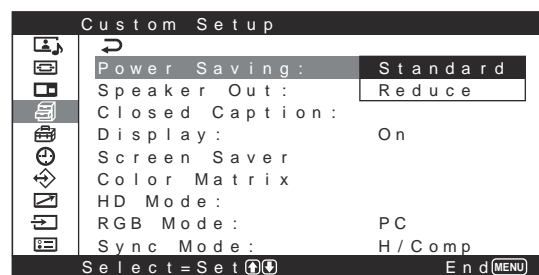 Custom Setup
Power Saving: Standard
Speaker Out: Reduce
Closed Caption:
Display: On
Screen Saver
Color Matrix
HD Mode:
RGB Mode: PC
Sync Mode: H/Comp
Select=Set End MENU